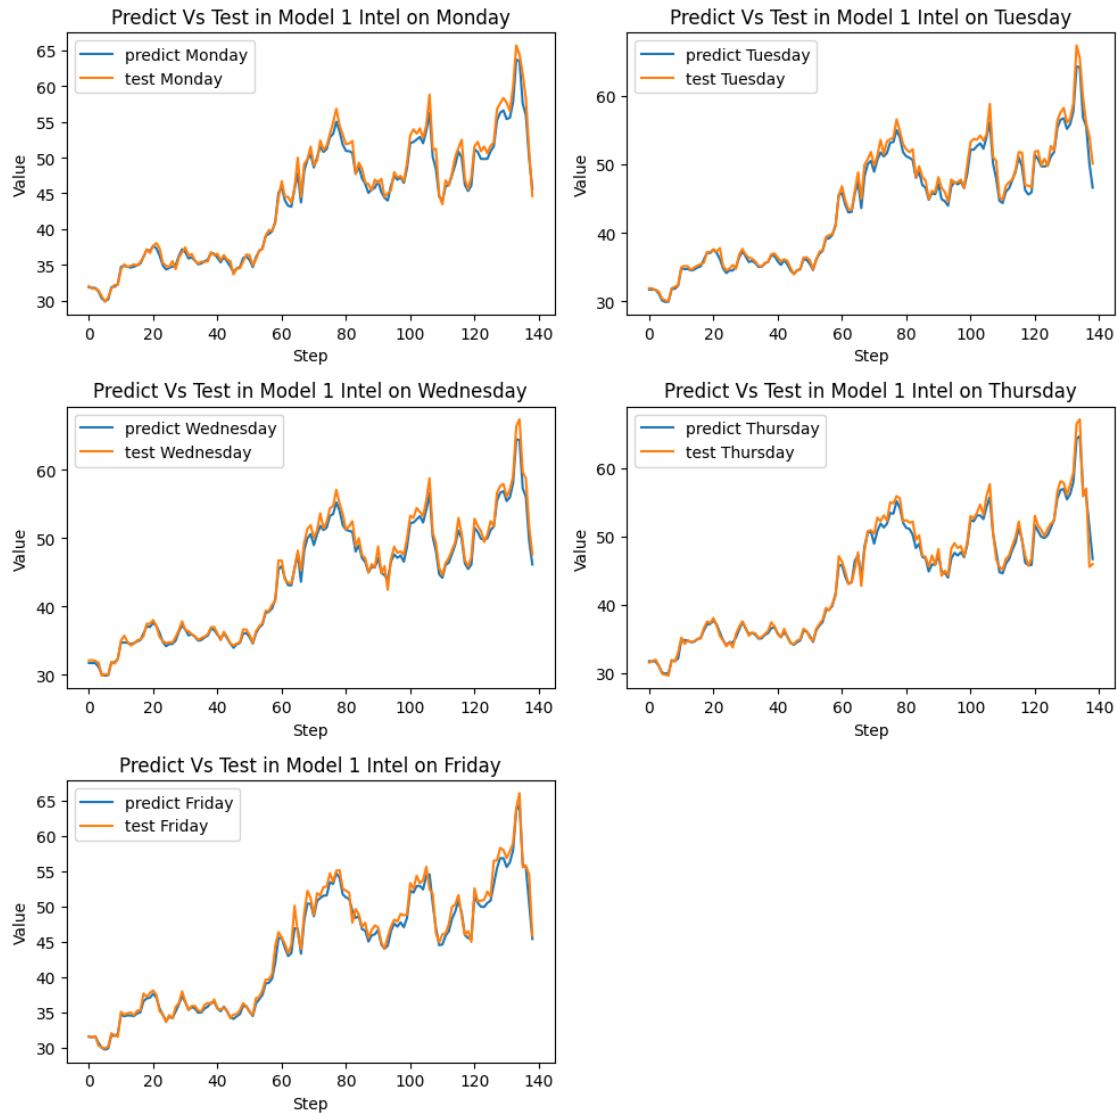 Predict Vs Test in Model 1 Intel on Monday
predict Monday
test Monday
Value
65
60
55
50
45
40
35
30
0 20 40 60 80 100 120 140
Step
Predict Vs Test in Model 1 Intel on Tuesday
predict Tuesday
test Tuesday
Value
60
50
40
30
0 20 40 60 80 100 120 140
Step
Predict Vs Test in Model 1 Intel on Wednesday
predict Wednesday
test Wednesday
Value
60
50
40
30
0 20 40 60 80 100 120 140
Step
Predict Vs Test in Model 1 Intel on Thursday
predict Thursday
test Thursday
Value
60
50
40
30
0 20 40 60 80 100 120 140
Step
Predict Vs Test in Model 1 Intel on Friday
predict Friday
test Friday
Value
65
60
55
50
45
40
35
30
0 20 40 60 80 100 120 140
Step